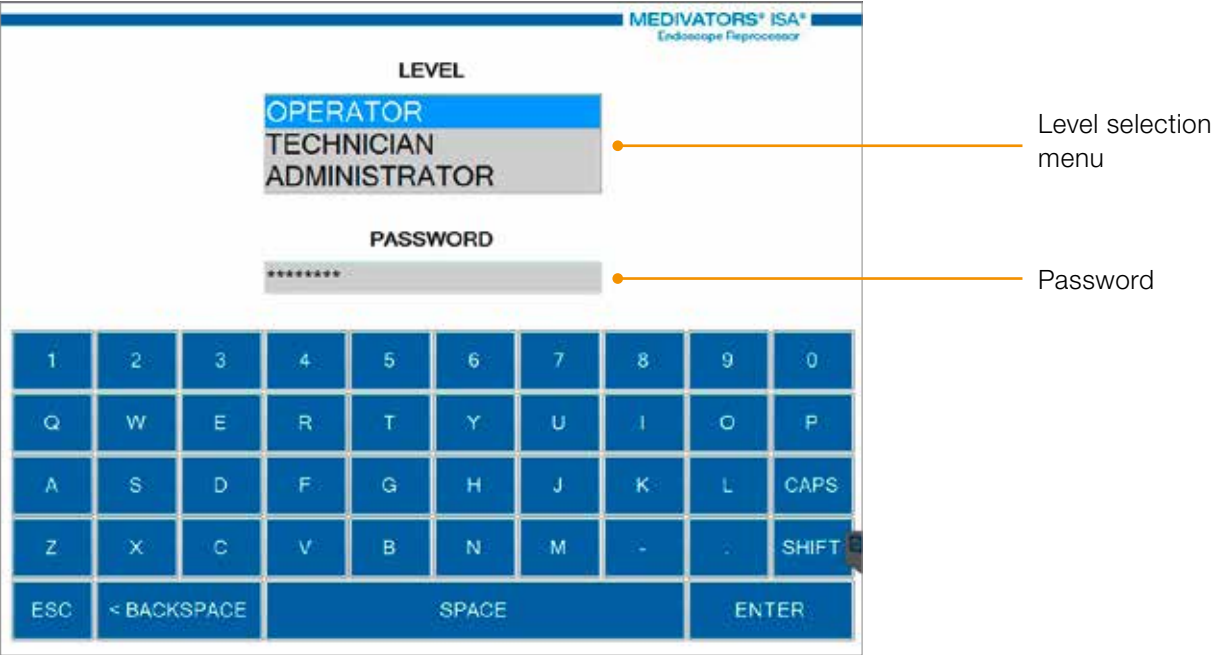 MEDIVATORS® ISA®
Endoscope Reprocessor
LEVEL
OPERATOR
TECHNICIAN
ADMINISTRATOR
Level selection
menu
PASSWORD
********
Password
1 2 3 4 5 6 7 8 9 0
Q W E R T Y U I O P
A S D F G H J K L CAPS
Z X C V B N M - . SHIFT
ESC < BACKSPACE SPACE ENTER